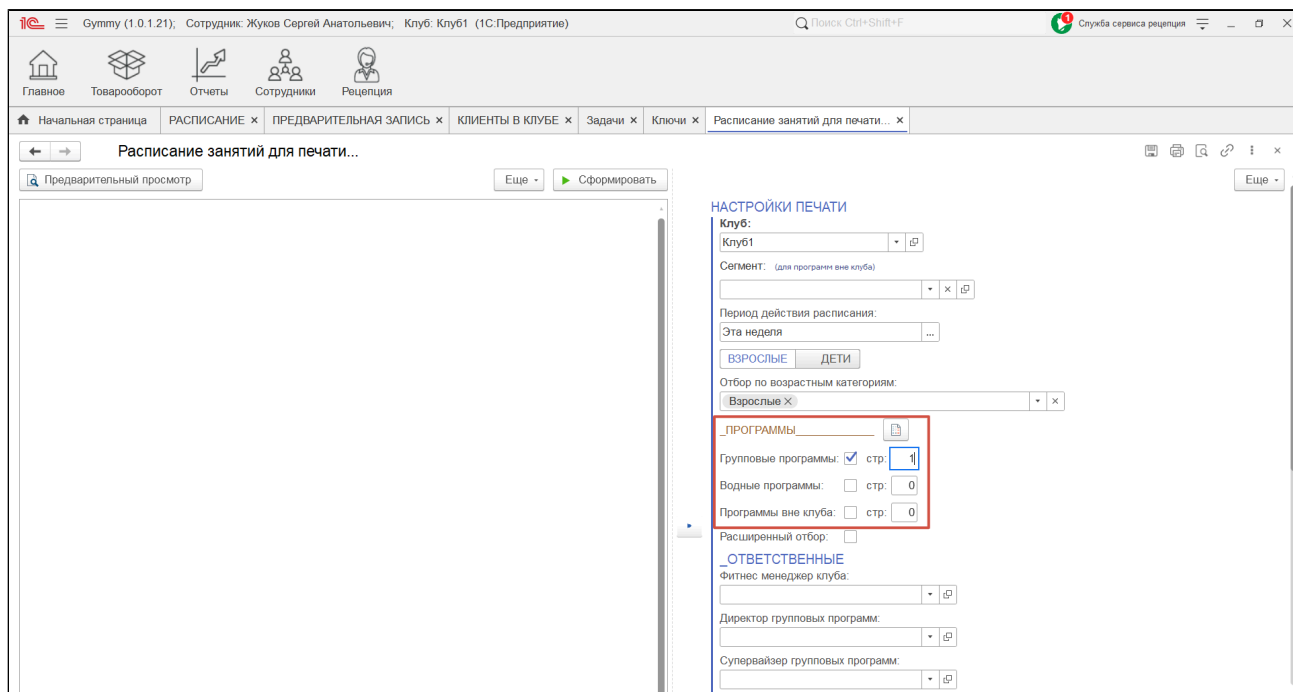 Gymmy (1.0.1.21); Сотрудник: Жуков Сергей Анатольевич; Клуб: Клуб1 (1С:Предприятие)
Поиск Ctrl+Shift+F
9
Служба сервиса рецепция
Главное
Товарооборот
Отчеты
Сотрудники
Рецепция
Начальная страница
РАСПИСАНИЕ ×
ПРЕДВАРИТЕЛЬНАЯ ЗАПИСЬ ×
КЛИЕНТЫ В КЛУБЕ ×
Задачи ×
Ключи ×
Расписание занятий для печати... ×
Расписание занятий для печати...
Предварительный просмотр
Еще
Сформировать
Еще
НАСТРОЙКИ ПЕЧАТИ
Клуб:
Клуб1
Сегмент: (для программ вне клуба)
Период действия расписания:
Эта неделя ...
ВЗРОСЛЫЕ ДЕТИ
Отбор по возрастным категориям:
Взрослые ×
_ПРОГРАММЫ____________
Групповые программы: стр: 1
Водные программы: стр: 0
Программы вне клуба: стр: 0
Расширенный отбор:
_ОТВЕТСТВЕННЫЕ
Фитнес менеджер клуба:
Директор групповых программ:
Супервайзер групповых программ: